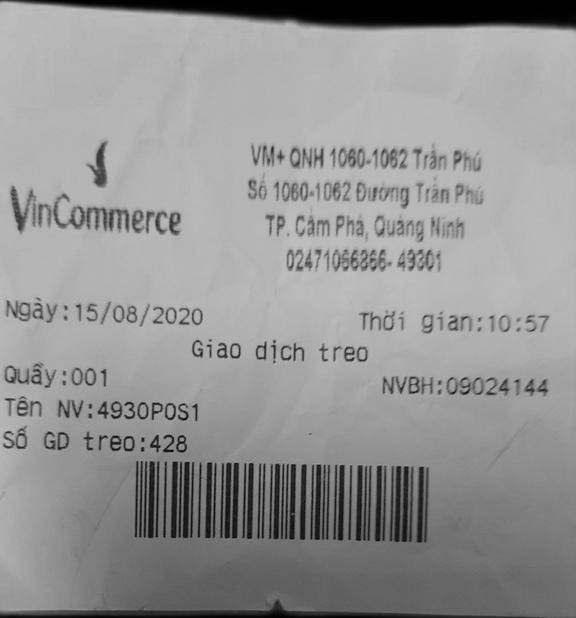 VinCommerce
VM+ QNH 1060-1062 Trần Phú
Số 1060-1062 Đường Trần Phú
TP. Cẩm Phả, Quảng Ninh
02471066866- 49301
Ngày:15/08/2020 Thời gian:10:57
Giao dịch treo
Quầy:001 NVBH:09024144
Tên NV:4930POS1
Số GD treo:428